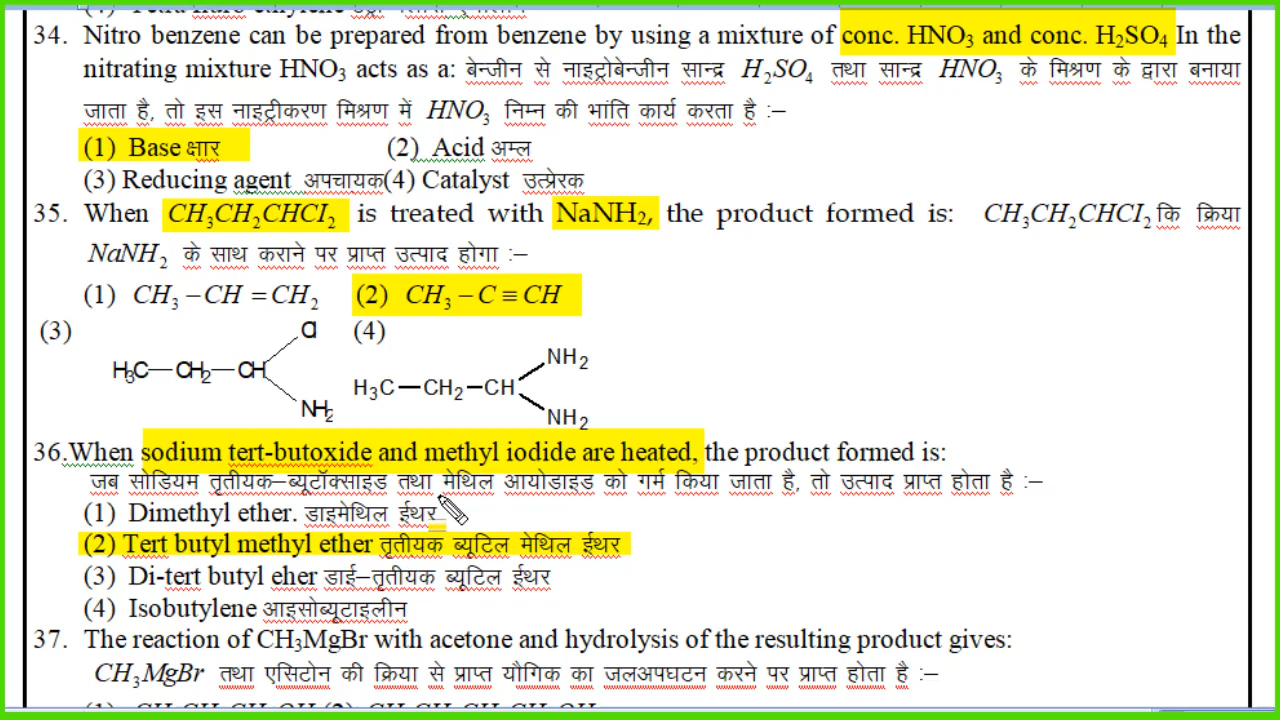 34. Nitro benzene can be prepared from benzene by using a mixture of conc. HNO₃ and conc. H₂SO₄ In the
nitrating mixture HNO₃ acts as a: बेन्जीन से नाइट्रोबेन्जीन सान्द्र H₂SO₄ तथा सान्द्र HNO₃ के मिश्रण के द्वारा बनाया
जाता है, तो इस नाइट्रीकरण मिश्रण में HNO₃ निम्न की भांति कार्य करता है :–
(1) Base क्षार (2) Acid अम्ल
(3) Reducing agent अपचायक(4) Catalyst उत्प्रेरक
35. When CH₃CH₂CHCI₂ is treated with NaNH₂, the product formed is: CH₃CH₂CHCI₂ कि क्रिया
NaNH₂ के साथ कराने पर प्राप्त उत्पाद होगा :–
(1) CH₃ – CH = CH₂ (2) CH₃ – C ≡ CH
(3) (4)
Cl
H₃C—CH₂—CH
NH₂
NH₂
H₃C—CH₂—CH
NH₂
36.When sodium tert-butoxide and methyl iodide are heated, the product formed is:
जब सोडियम तृतीयक–ब्यूटॉक्साइड तथा मेथिल आयोडाइड को गर्म किया जाता है, तो उत्पाद प्राप्त होता है :–
(1) Dimethyl ether. डाइमेथिल ईथर
(2) Tert butyl methyl ether तृतीयक ब्यूटिल मेथिल ईथर
(3) Di-tert butyl eher डाई–तृतीयक ब्यूटिल ईथर
(4) Isobutylene आइसोब्यूटाइलीन
37. The reaction of CH₃MgBr with acetone and hydrolysis of the resulting product gives:
CH₃MgBr तथा एसिटोन की क्रिया से प्राप्त यौगिक का जलअपघटन करने पर प्राप्त होता है :–